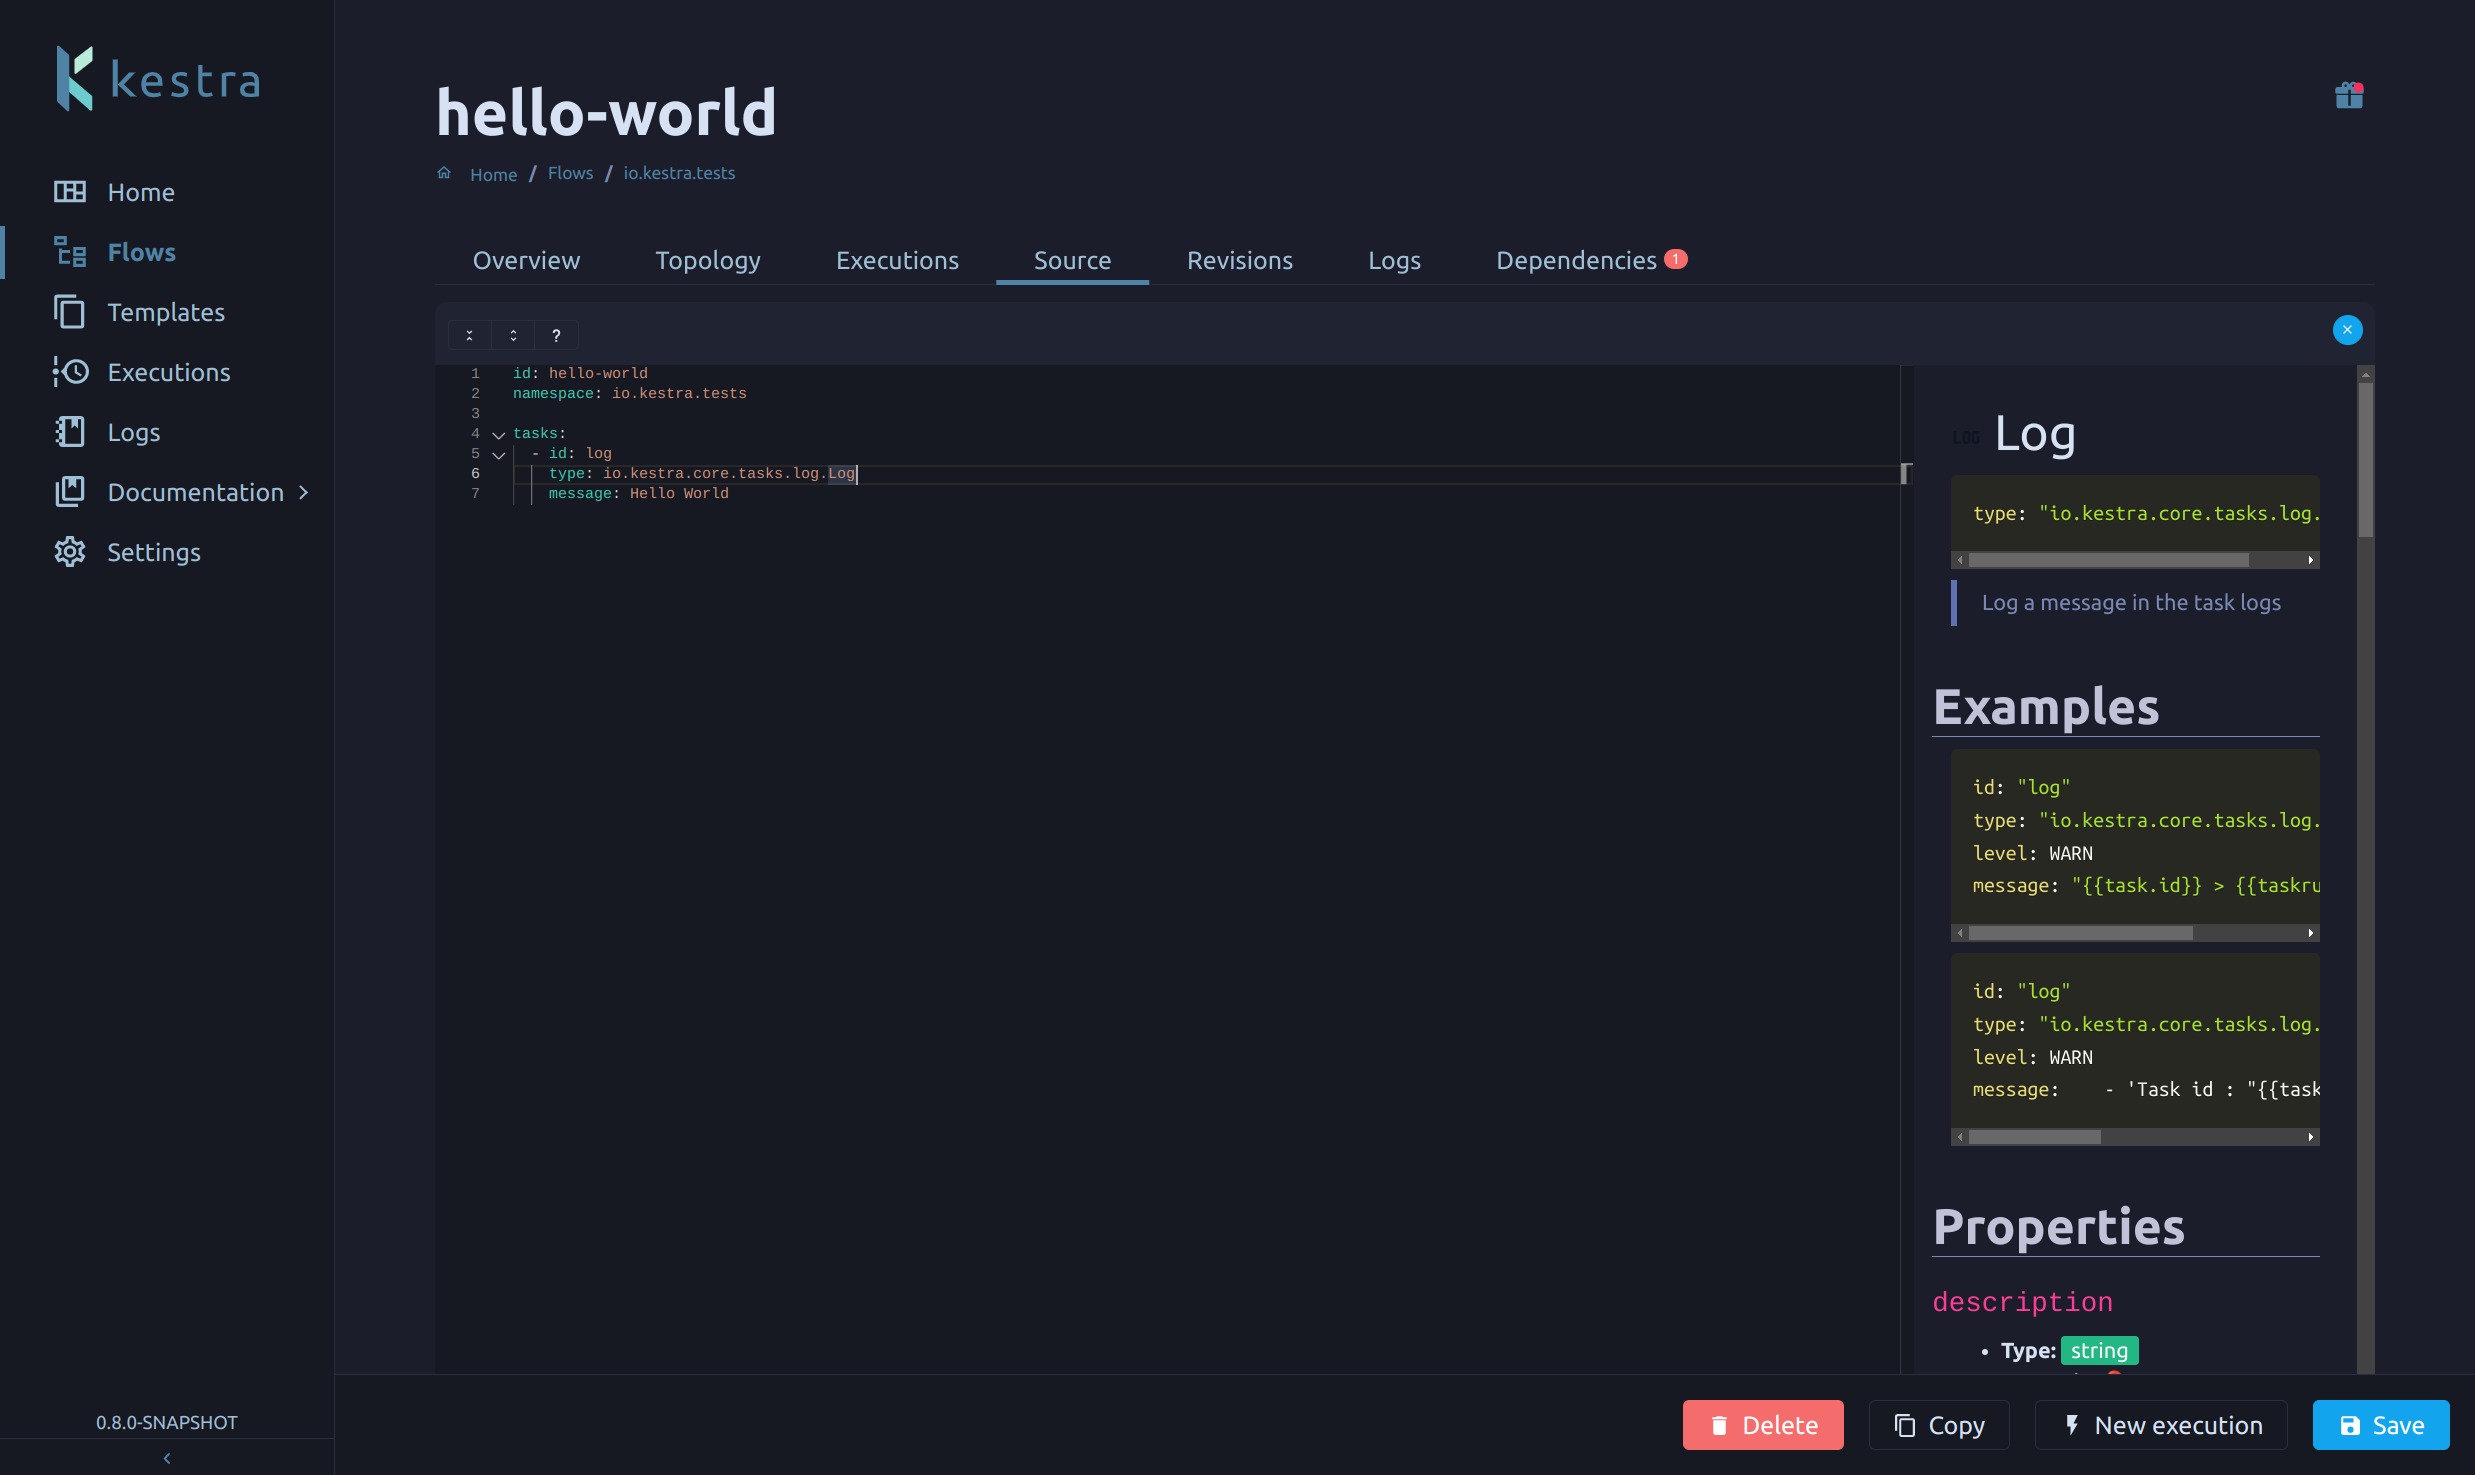 kestra
Home
Flows
Templates
Executions
Logs
Documentation
Settings
0.8.0-SNAPSHOT
hello-world
Home / Flows / io.kestra.tests
Overview Topology Executions Source Revisions Logs Dependencies 1
?
1 id: hello-world
2 namespace: io.kestra.tests
3
4 tasks:
5 - id: log
6 type: io.kestra.core.tasks.log.Log
7 message: Hello World
LOG Log
type: "io.kestra.core.tasks.log.
Log a message in the task logs
Examples
id: "log"
type: "io.kestra.core.tasks.log.
level: WARN
message: "{{task.id}} > {{taskru
id: "log"
type: "io.kestra.core.tasks.log.
level: WARN
message: - 'Task id : "{{task
Properties
description
• Type: string
Delete Copy New execution Save